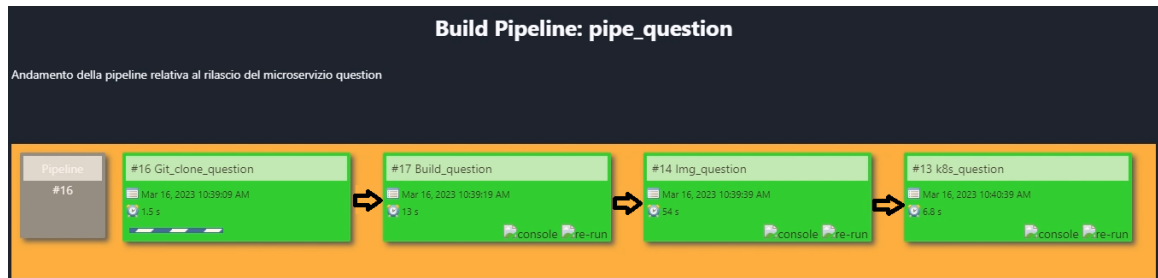 Build Pipeline: pipe_question
Andamento della pipeline relativa al rilascio del microservizio question
Pipeline
#16
#16 Git_clone_question
Mar 16, 2023 10:39:09 AM
1.5 s
#17 Build_question
Mar 16, 2023 10:39:19 AM
13 s
console re-run
#14 Img_question
Mar 16, 2023 10:39:39 AM
54 s
console re-run
#13 k8s_question
Mar 16, 2023 10:40:39 AM
6.8 s
console re-run